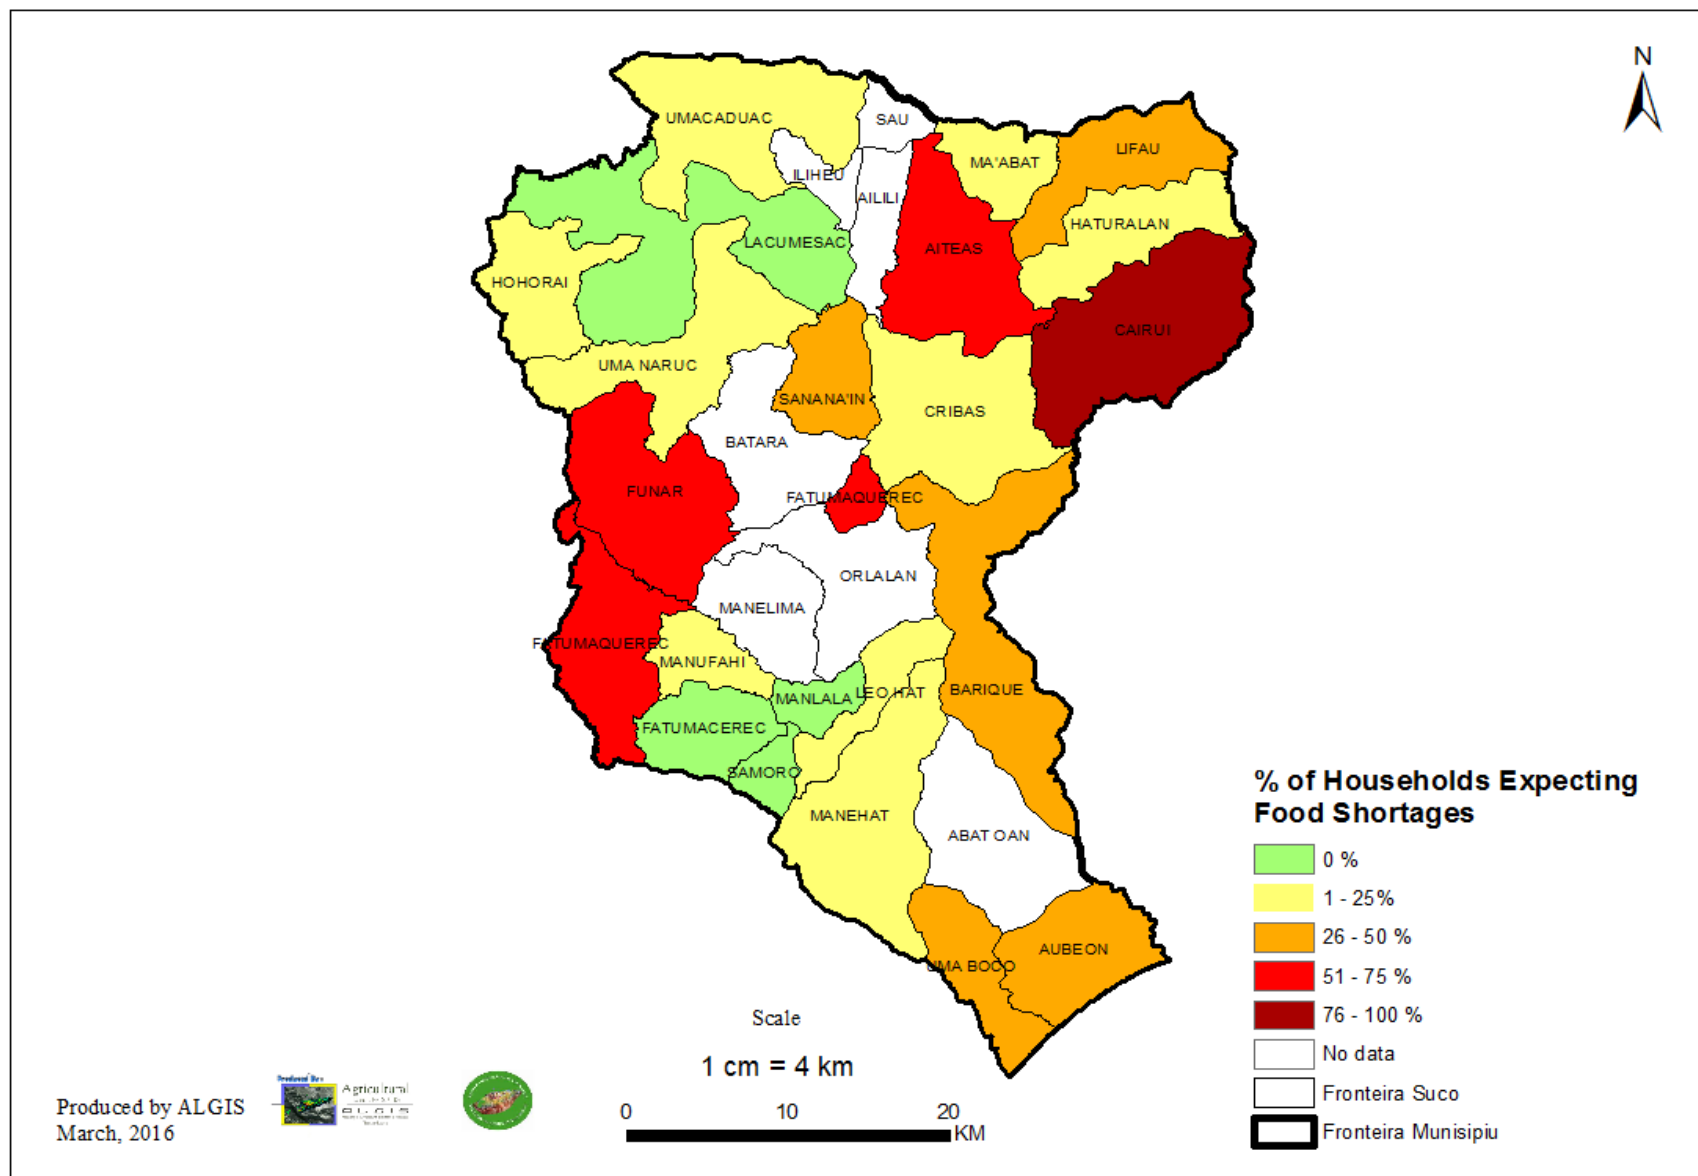 N
UMACADUAC
SAU
MA'ABAT
LIFAU
ILIHEU
AILILI
HATURALAN
LACUMESAC
AITEAS
HOHORAI
CAIRUI
UMA NARUC
SANANA'IN
CRIBAS
BATARA
FUNAR
FATUMAQUEREC
ORLALAN
MANELIMA
FATUMAQUEREC
MANUFAHI
MANLALA
LEO HAT
BARIQUE
FATUMACEREC
SAMORO
MANEHAT
ABAT OAN
UMA BOCO
AUBEON
% of Households Expecting
Food Shortages
0 %
1 - 25%
26 - 50 %
51 - 75 %
76 - 100 %
No data
Fronteira Suco
Fronteira Munisipiu
Scale
1 cm = 4 km
0 10 20
KM
Produced by ALGIS
March, 2016
Agricultural
ALGIS